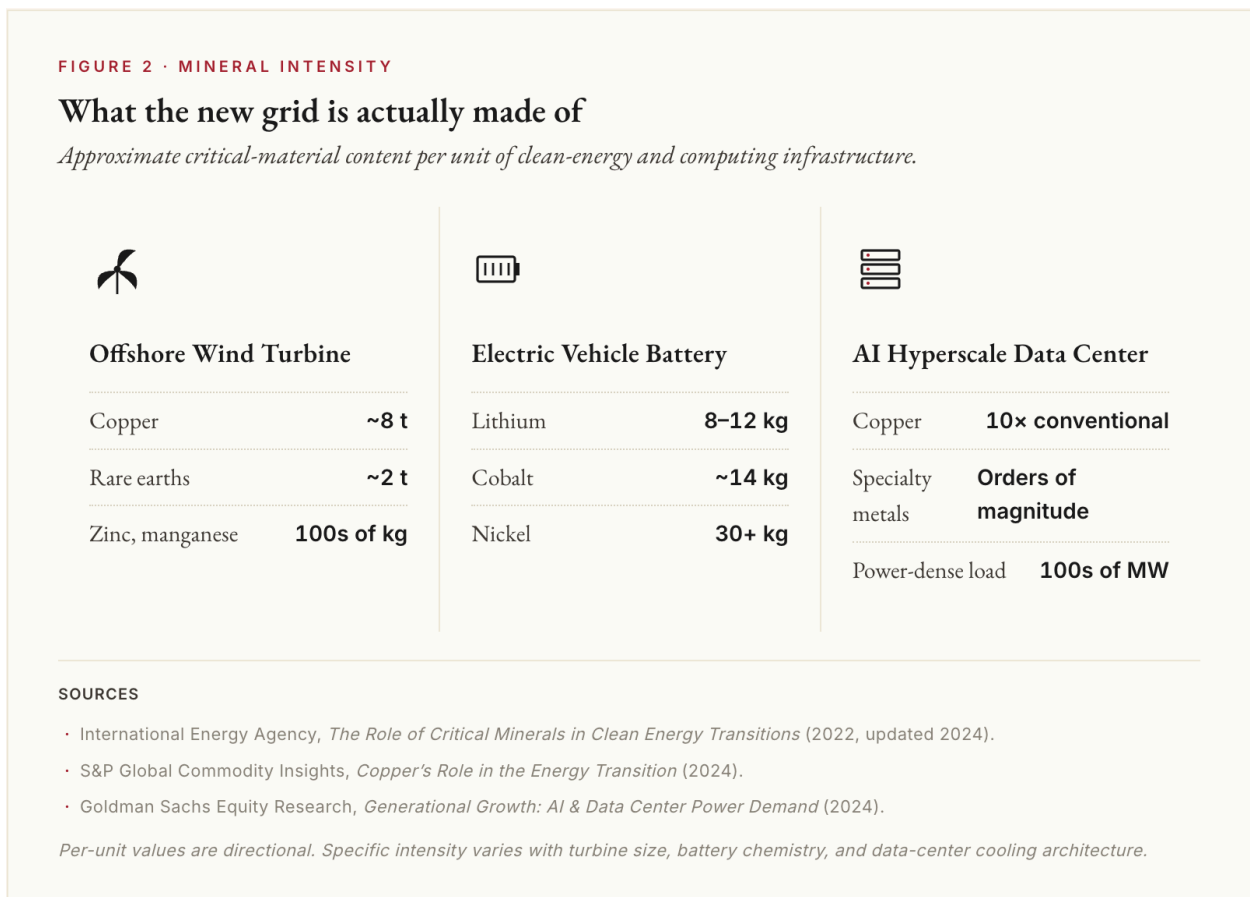 FIGURE 2 · MINERAL INTENSITY
What the new grid is actually made of
Approximate critical-material content per unit of clean-energy and computing infrastructure.
Offshore Wind Turbine
Copper ~8 t
Rare earths ~2 t
Zinc, manganese 100s of kg
Electric Vehicle Battery
Lithium 8–12 kg
Cobalt ~14 kg
Nickel 30+ kg
AI Hyperscale Data Center
Copper 10× conventional
Specialty Orders of
metals magnitude
Power-dense load 100s of MW
SOURCES
· International Energy Agency, The Role of Critical Minerals in Clean Energy Transitions (2022, updated 2024).
· S&P Global Commodity Insights, Copper’s Role in the Energy Transition (2024).
· Goldman Sachs Equity Research, Generational Growth: AI & Data Center Power Demand (2024).
Per-unit values are directional. Specific intensity varies with turbine size, battery chemistry, and data-center cooling architecture.